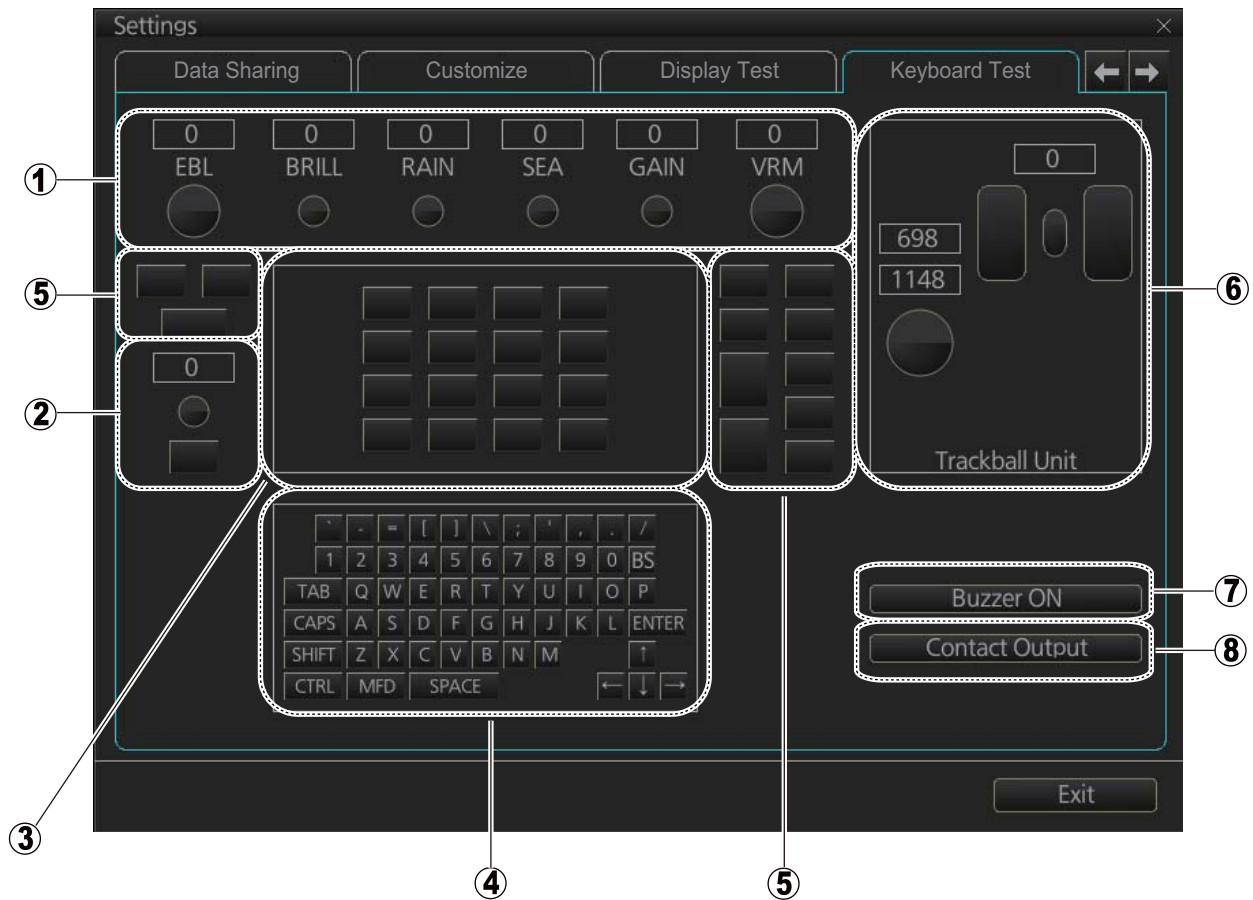 Settings
Data Sharing Customize Display Test Keyboard Test
0 0 0 0 0 0
EBL BRILL RAIN SEA GAIN VRM
1
0
698
1148
6
Trackball Unit
5
0
2
` - = [ ] \ ; ' , . /
1 2 3 4 5 6 7 8 9 0 BS
TAB Q W E R T Y U I O P
CAPS A S D F G H J K L ENTER
SHIFT Z X C V B N M ↑
CTRL MFD SPACE ← ↓ →
Buzzer ON
7
Contact Output
8
Exit
3
4
5